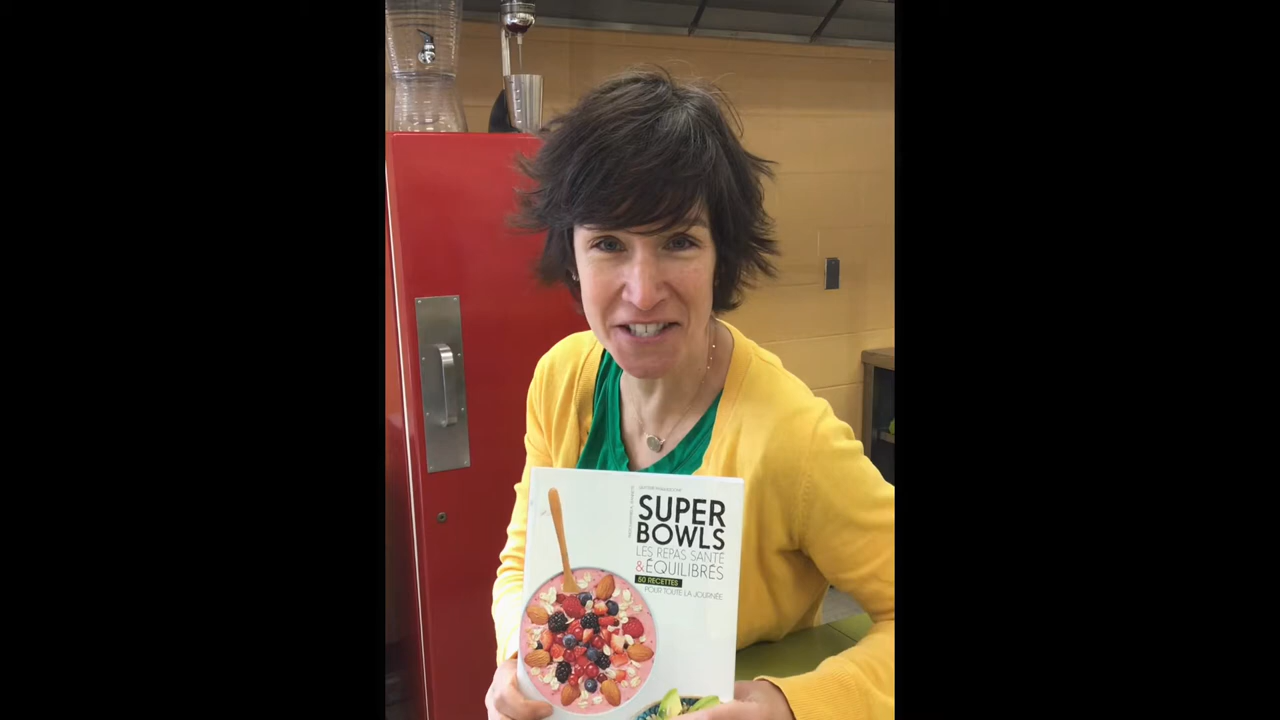 SUPER
BOWLS
LES REPAS SANTÉ
&ÉQUILIBRÉS
50 RECETTES
POUR TOUTE LA JOURNÉE